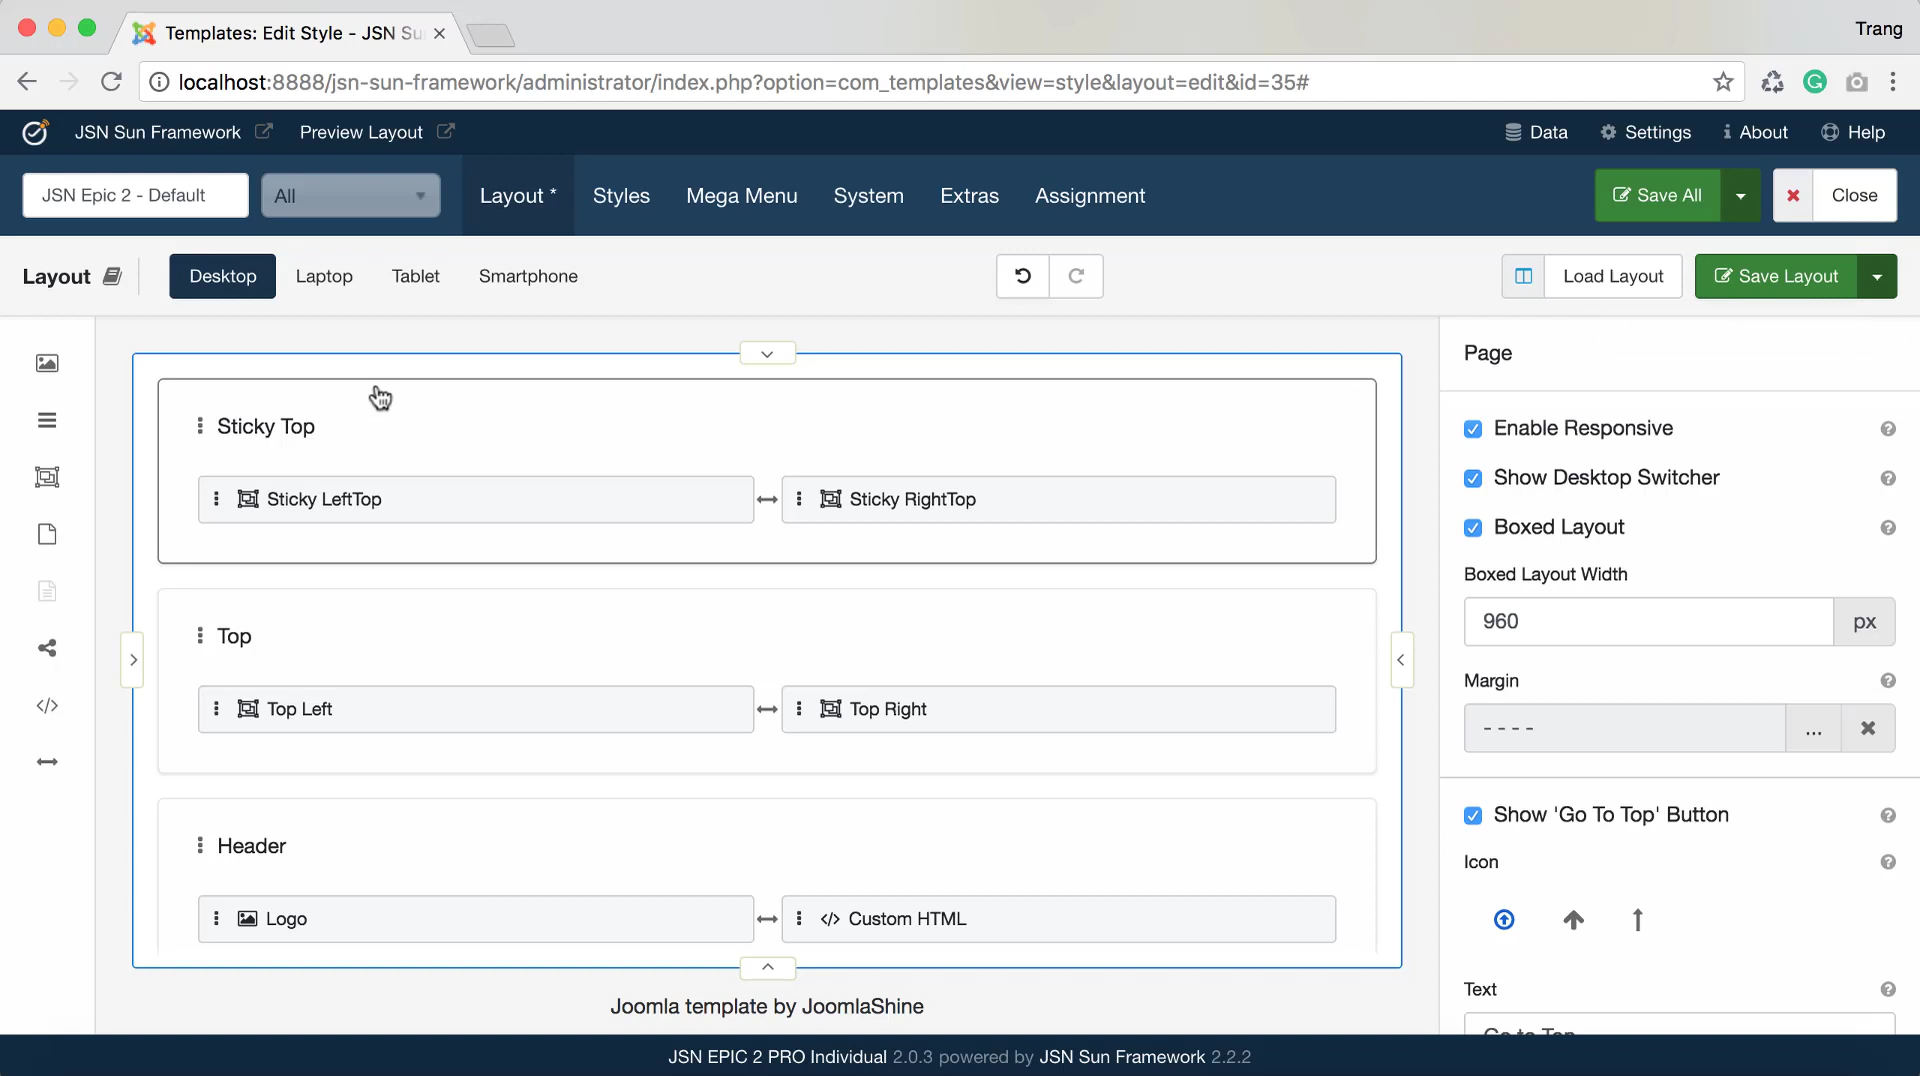 Templates: Edit Style - JSN Su
Trang
localhost:8888/jsn-sun-framework/administrator/index.php?option=com_templates&view=style&layout=edit&id=35#
JSN Sun Framework
Preview Layout
Data
Settings
About
Help
JSN Epic 2 - Default
All
Layout *
Styles
Mega Menu
System
Extras
Assignment
Save All
Close
Layout
Desktop
Laptop
Tablet
Smartphone
Load Layout
Save Layout
Sticky Top
Sticky LeftTop
Sticky RightTop
Top
Top Left
Top Right
Header
Logo
Custom HTML
Joomla template by JoomlaShine
Page
Enable Responsive
Show Desktop Switcher
Boxed Layout
Boxed Layout Width
960
px
Margin
- - - -
...
Show 'Go To Top' Button
Icon
Text
Go to Top
JSN EPIC 2 PRO Individual 2.0.3 powered by JSN Sun Framework 2.2.2